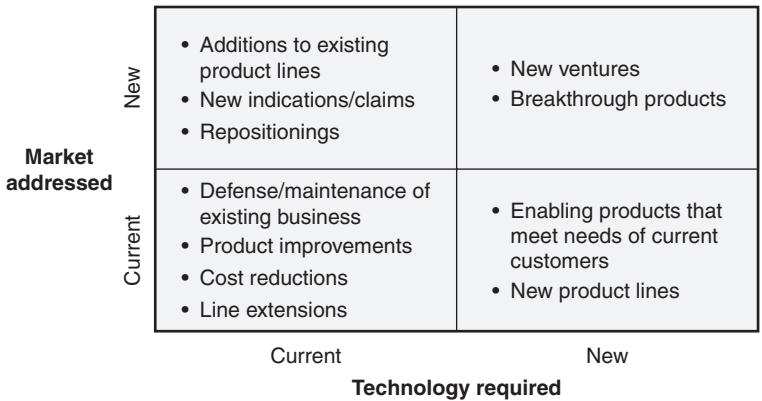 Market
addressed
New
• Additions to existing
product lines
• New indications/claims
• Repositionings
• New ventures
• Breakthrough products
Current
• Defense/maintenance of
existing business
• Product improvements
• Cost reductions
• Line extensions
• Enabling products that
meet needs of current
customers
• New product lines
Current
New
Technology required